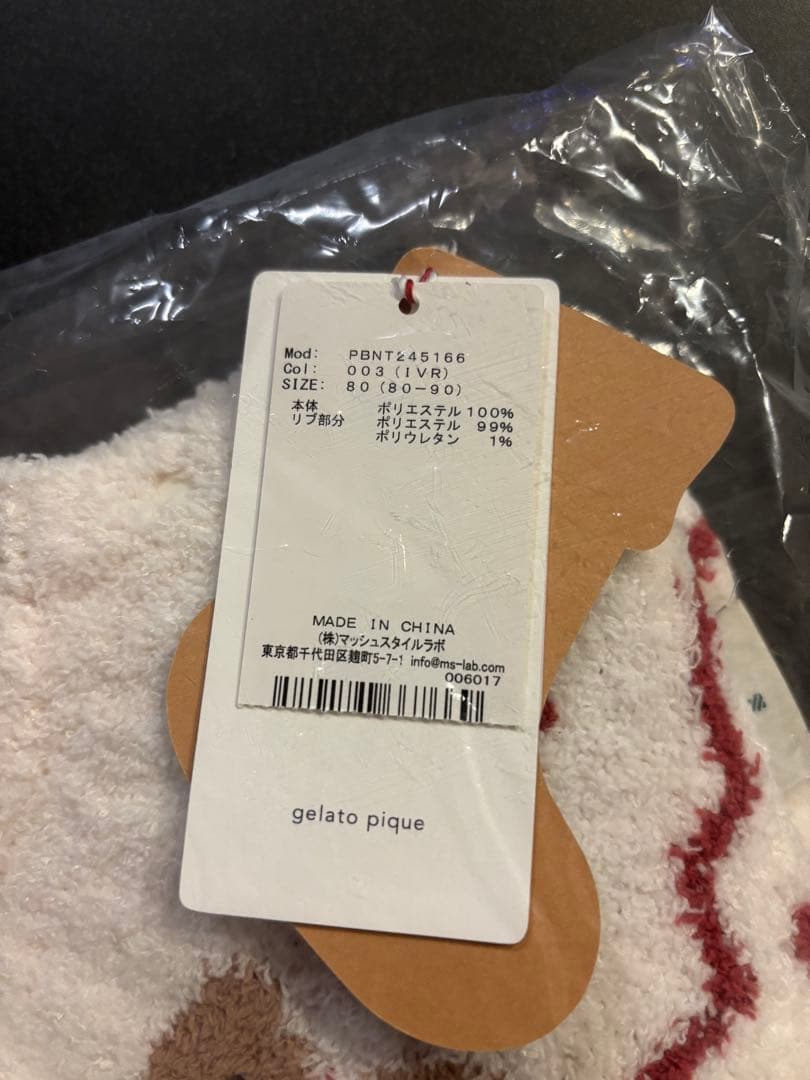 Mod: PBNT245166
Col: 003 (IVR)
SIZE: 80 (80-90)
本体 ポリエステル 100%
リブ部分 ポリエステル 99%
ポリウレタン 1%
MADE IN CHINA
(株)マッシュスタイルラボ
東京都千代田区麹町5-7-1 info@ms-lab.com
006017
gelato pique